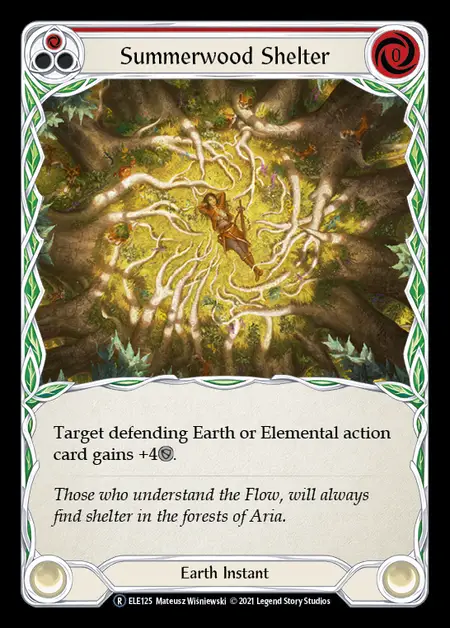 Summerwood Shelter
0
Target defending Earth or Elemental action
card gains +4.
Those who understand the Flow, will always
find shelter in the forests of Aria.
Earth Instant
R ELE125 Mateusz Wiśniewski © 2021 Legend Story Studios